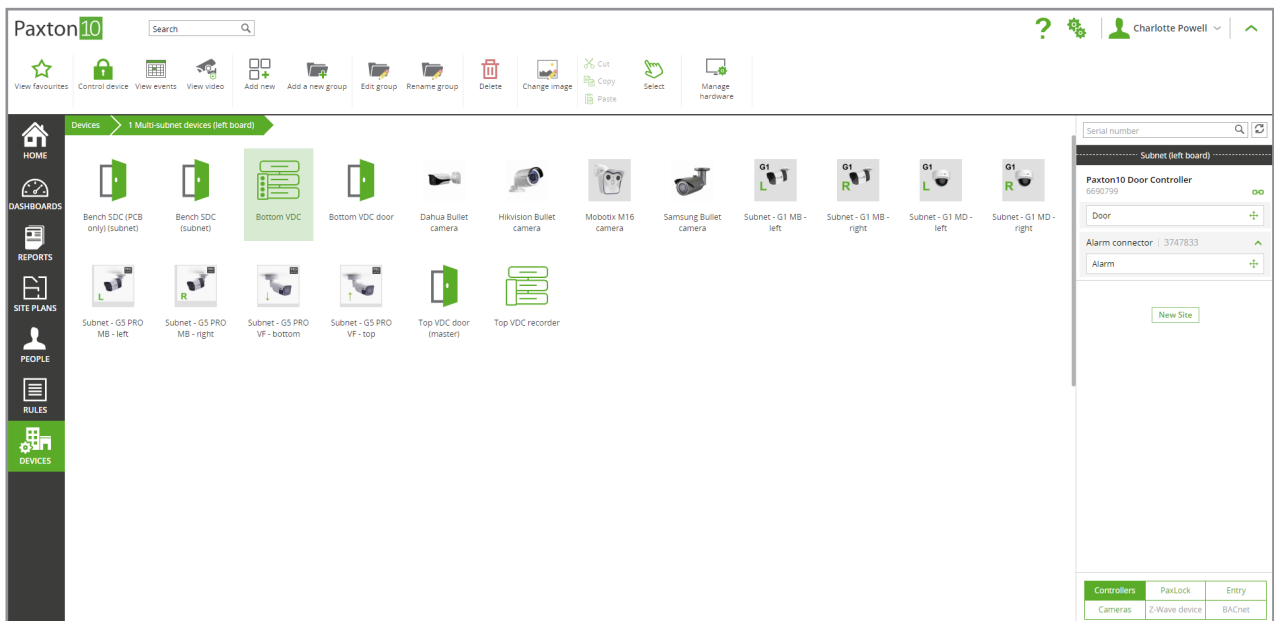 Paxton 10
Search
Charlotte Powell
View favourites
Control device
View events
View video
Add new
Add a new group
Edit group
Rename group
Delete
Change image
Cut
Copy
Paste
Select
Manage
hardware
HOME
DASHBOARDS
REPORTS
SITE PLANS
PEOPLE
RULES
DEVICES
Devices
1 Multi-subnet devices (left board)
Bench SDC (PCB
only) (subnet)
Bench SDC
(subnet)
Bottom VDC
Bottom VDC door
Dahua Bullet
camera
Hikvision Bullet
camera
Mobotix M16
camera
Samsung Bullet
camera
G1
L
Subnet - G1 MB -
left
G1
R
Subnet - G1 MB -
right
G1
L
Subnet - G1 MD -
left
G1
R
Subnet - G1 MD -
right
L
Subnet - G5 PRO
MB - left
R
Subnet - G5 PRO
MB - right
Subnet - G5 PRO
VF - bottom
Subnet - G5 PRO
VF - top
Top VDC door
(master)
Top VDC recorder
Serial number
Subnet (left board)
Paxton10 Door Controller
6690799
Door
Alarm connector | 3747833
Alarm
New Site
Controllers
PaxLock
Entry
Cameras
Z-Wave device
BACnet